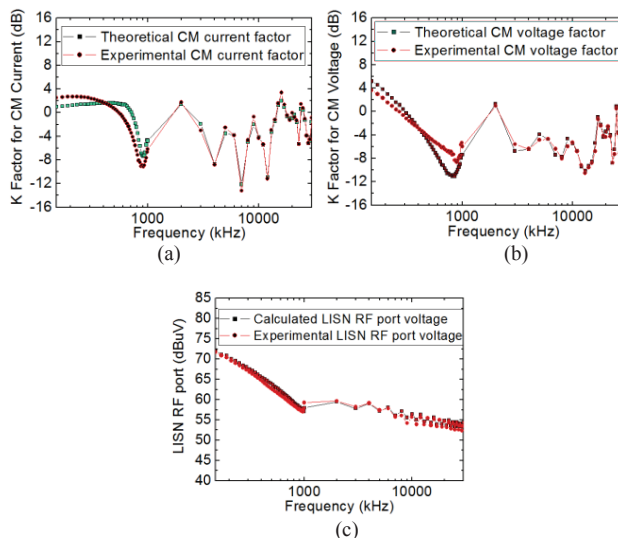 16
12
8
4
0
-4
-8
-12
-16
K Factor for CM Current (dB)
Theoretical CM current factor
Experimental CM current factor
1000
10000
Frequency (kHz)
(a)
16
12
8
4
0
-4
-8
-12
-16
K Factor for CM Voltage (dB)
Theoretical CM voltage factor
Experimental CM voltage factor
1000
10000
Frequency (kHz)
(b)
85
80
75
70
65
60
55
50
45
40
LISN RF port (dBuV)
Calculated LISN RF port voltage
Experimental LISN RF port voltage
1000
10000
Frequency (kHz)
(c)